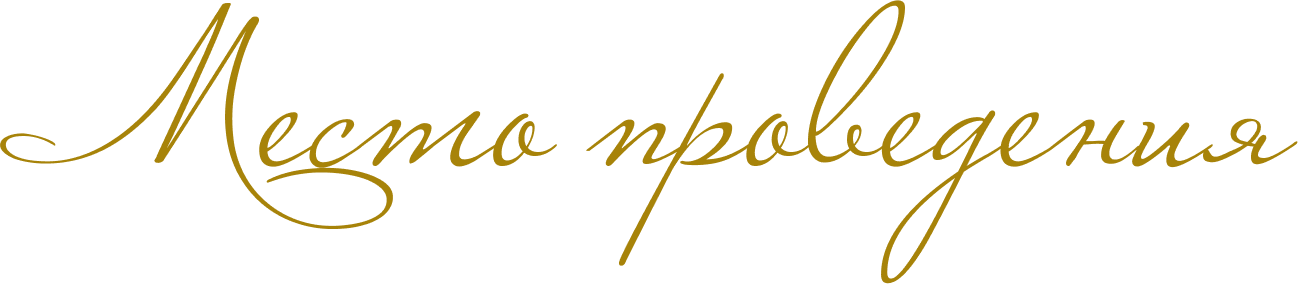 Место проведения